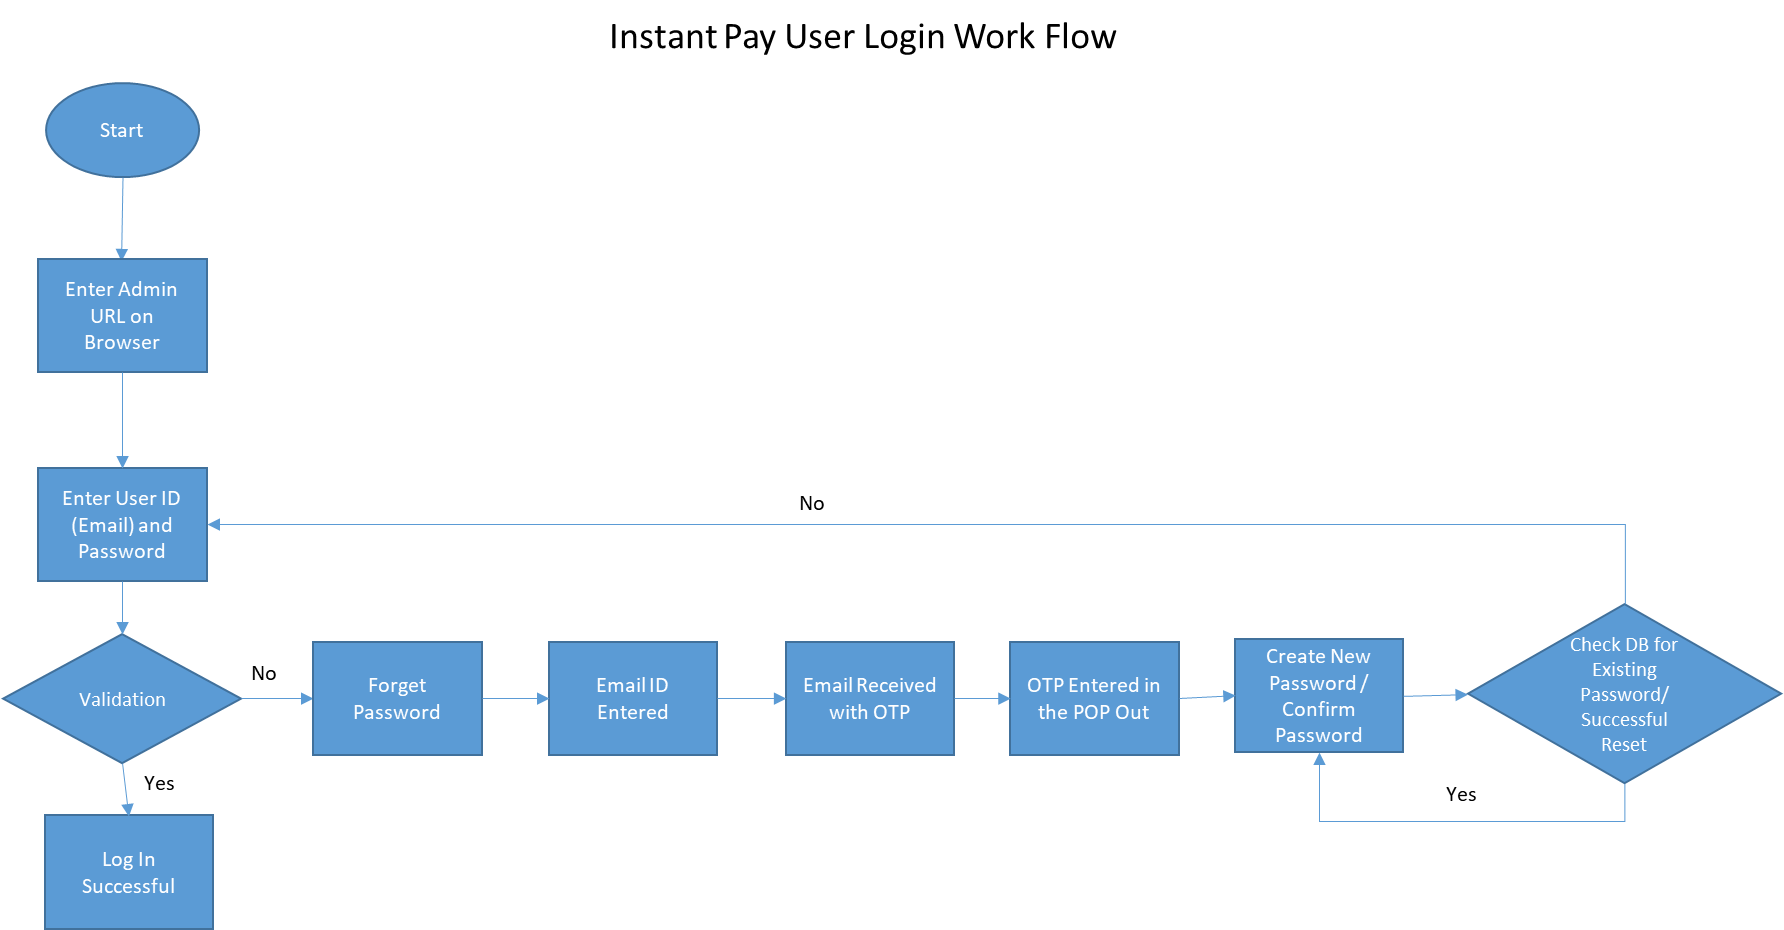 Instant Pay User Login Work Flow
Start
Enter Admin
URL on
Browser
Enter User ID
(Email) and
Password
No
Validation
No
Yes
Log In
Successful
Forget
Password
Email ID
Entered
Email Received
with OTP
OTP Entered in
the POP Out
Create New
Password /
Confirm
Password
Check DB for
Existing
Password/
Successful
Reset
Yes